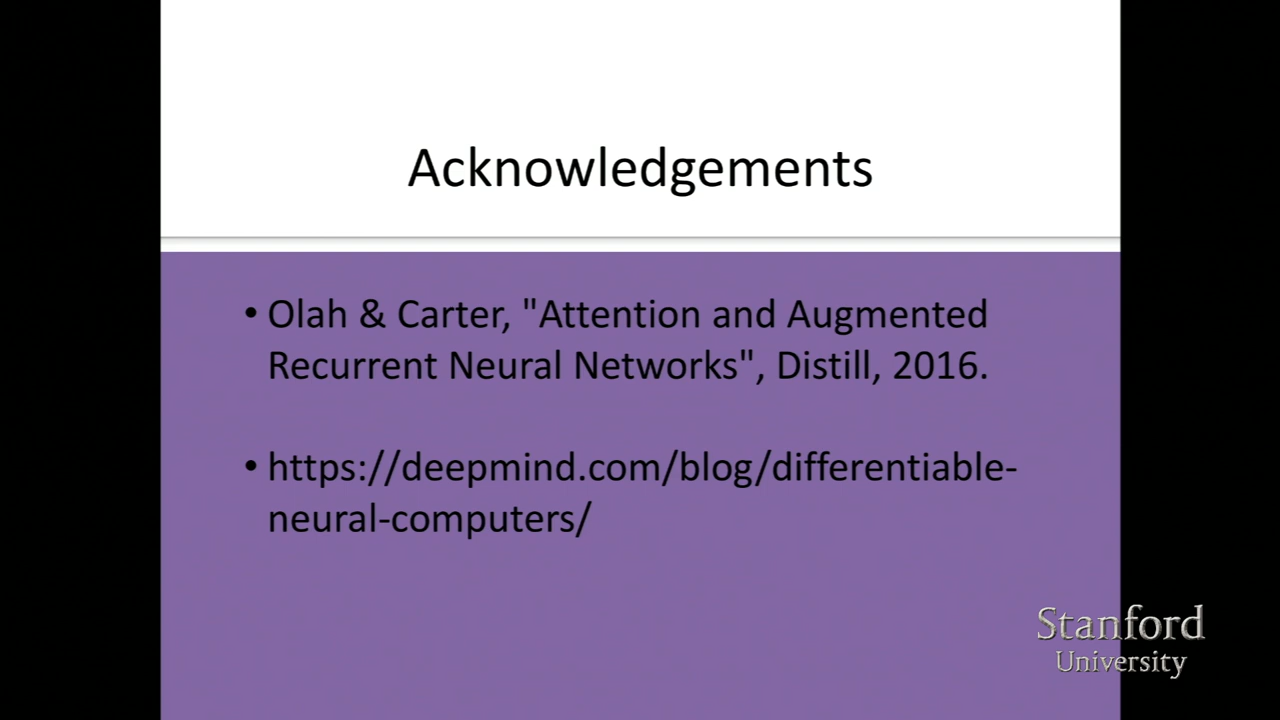 Acknowledgements
• Olah & Carter, "Attention and Augmented
Recurrent Neural Networks", Distill, 2016.
• https://deepmind.com/blog/differentiable-
neural-computers/
Stanford
University